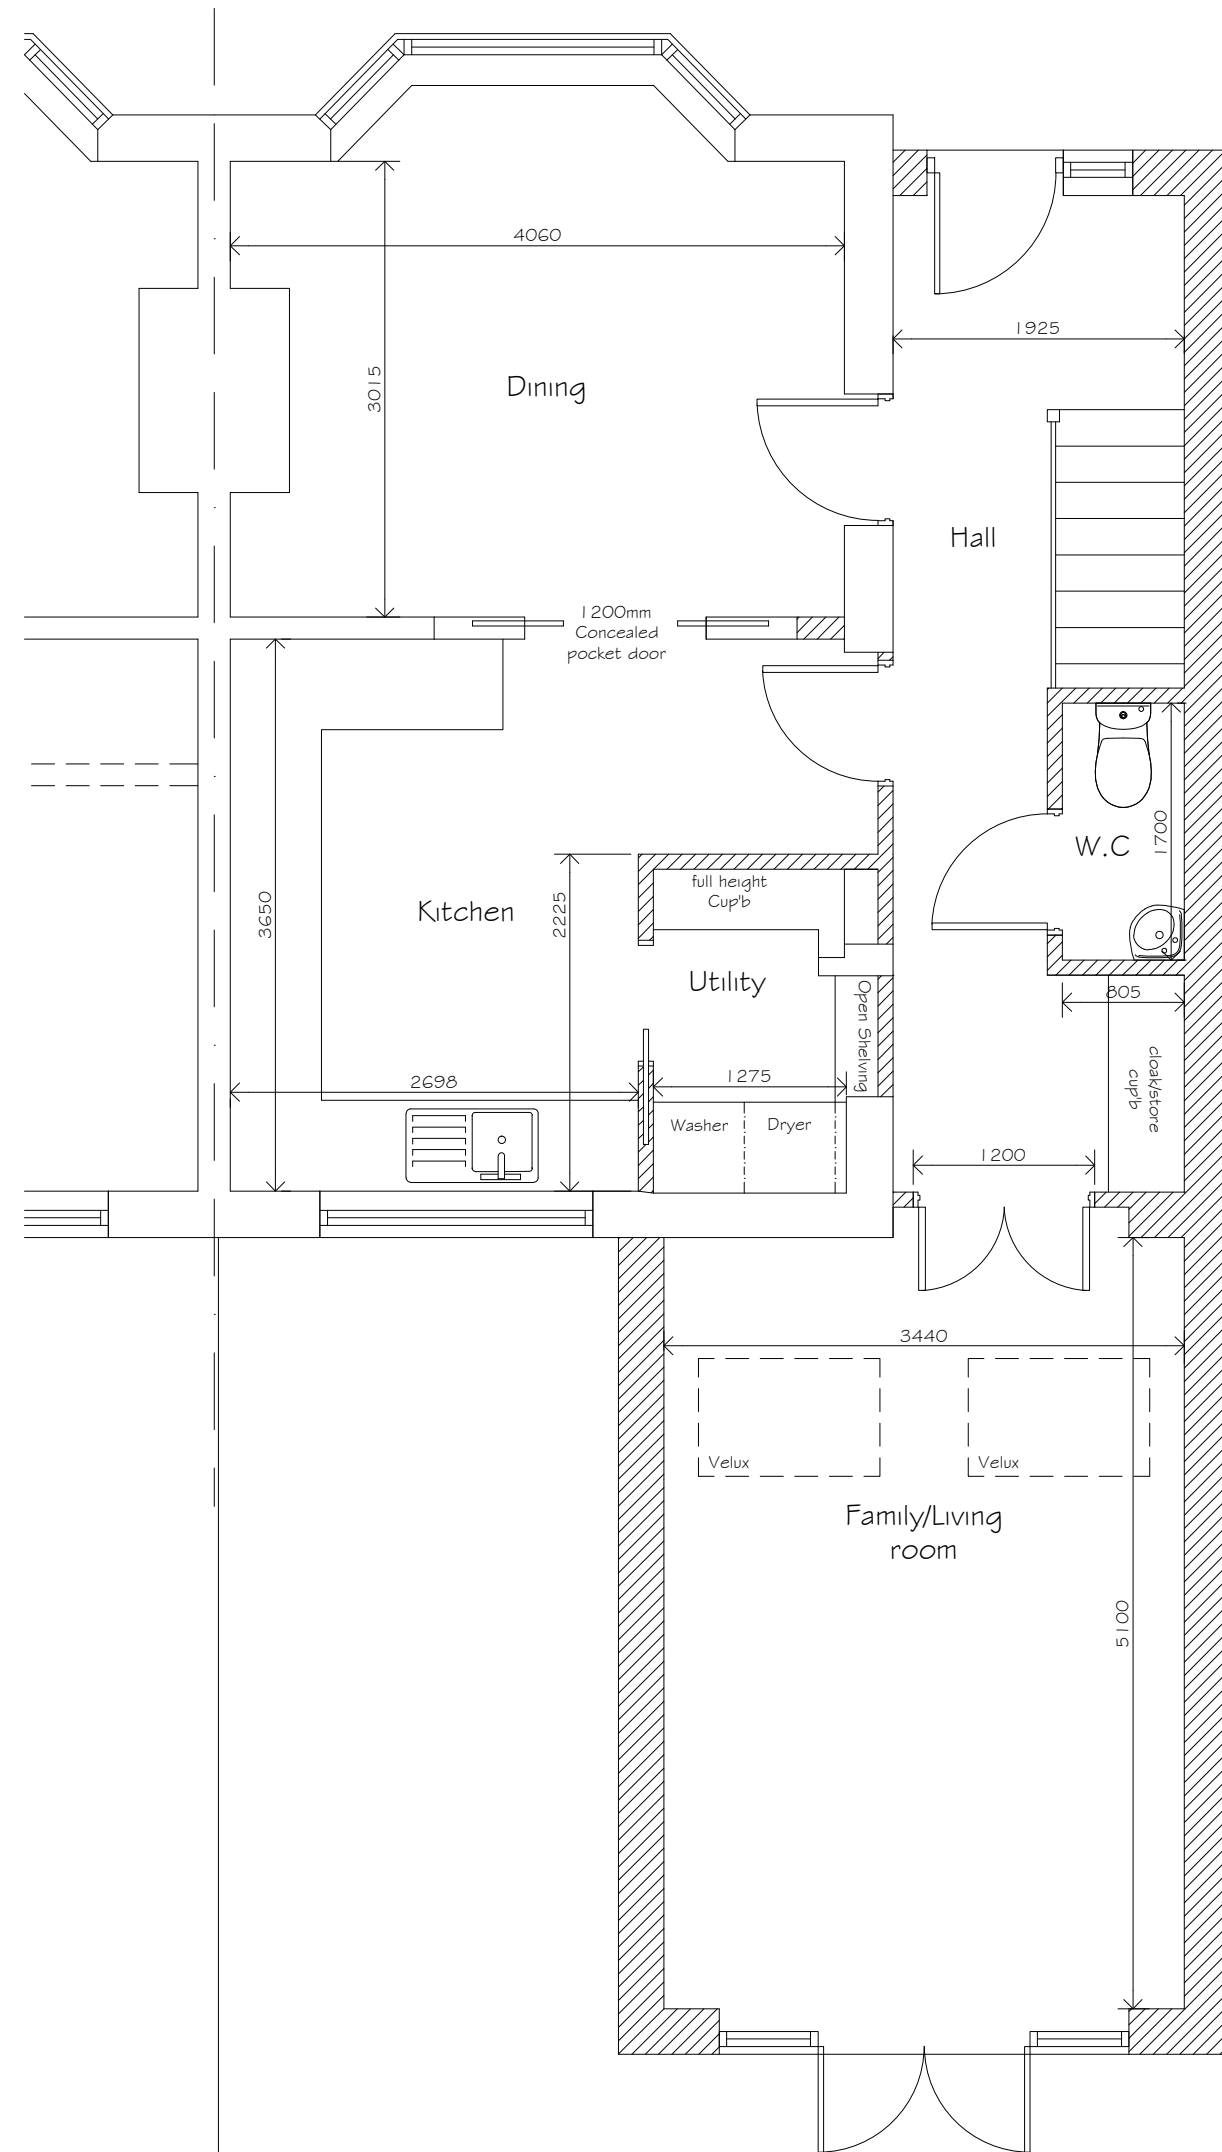 4060
1925
3015
Dining
Hall
1200mm
Concealed
pocket door
W.C
1700
full height
Cup'b
Kitchen
3650
2225
Utility
Open Shelving
805
cloak/store
cup'b
2698
1275
Washer
Dryer
1200
3440
Velux
Velux
Family/Living
room
5100